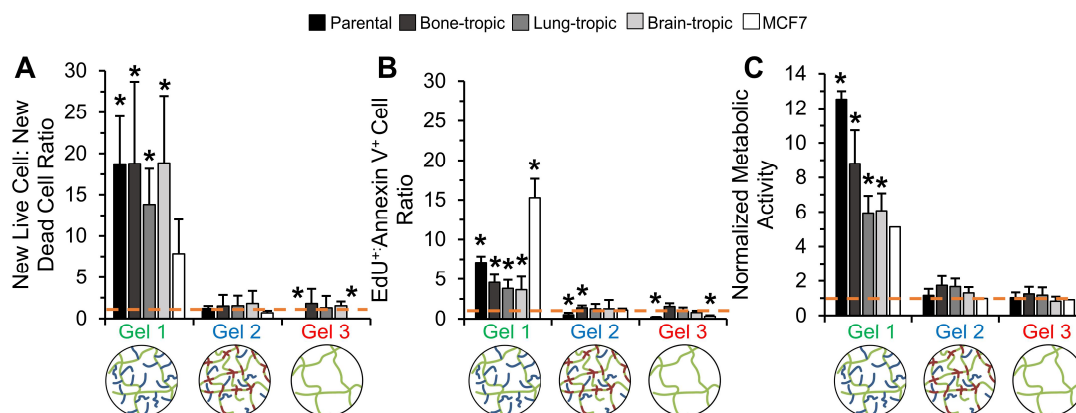 Parental Bone-tropic Lung-tropic Brain-tropic MCF7
A
New Live Cell: New
Dead Cell Ratio
30
25
20
15
10
5
0
* * * * * *
Gel 1 Gel 2 Gel 3
B
EdU⁺:Annexin V⁺ Cell
Ratio
30
25
20
15
10
5
0
* * * * * * * * *
Gel 1 Gel 2 Gel 3
C
Normalized Metabolic
Activity
14
12
10
8
6
4
2
0
* * * *
Gel 1 Gel 2 Gel 3